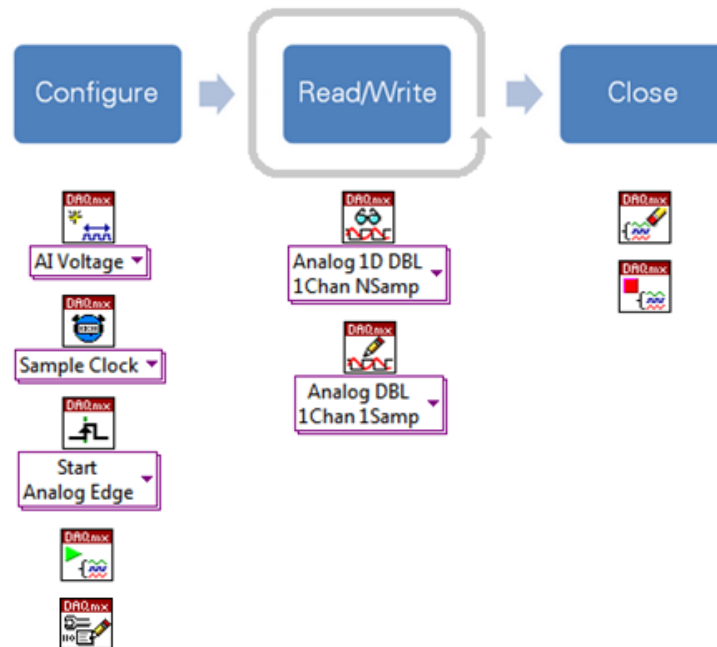 Configure
Read/Write
Close
DAQmx
AI Voltage
DAQmx
Sample Clock
DAQmx
Start
Analog Edge
DAQmx
DAQmx
DAQmx
Analog 1D DBL
1Chan NSamp
DAQmx
Analog DBL
1Chan 1Samp
DAQmx
DAQmx